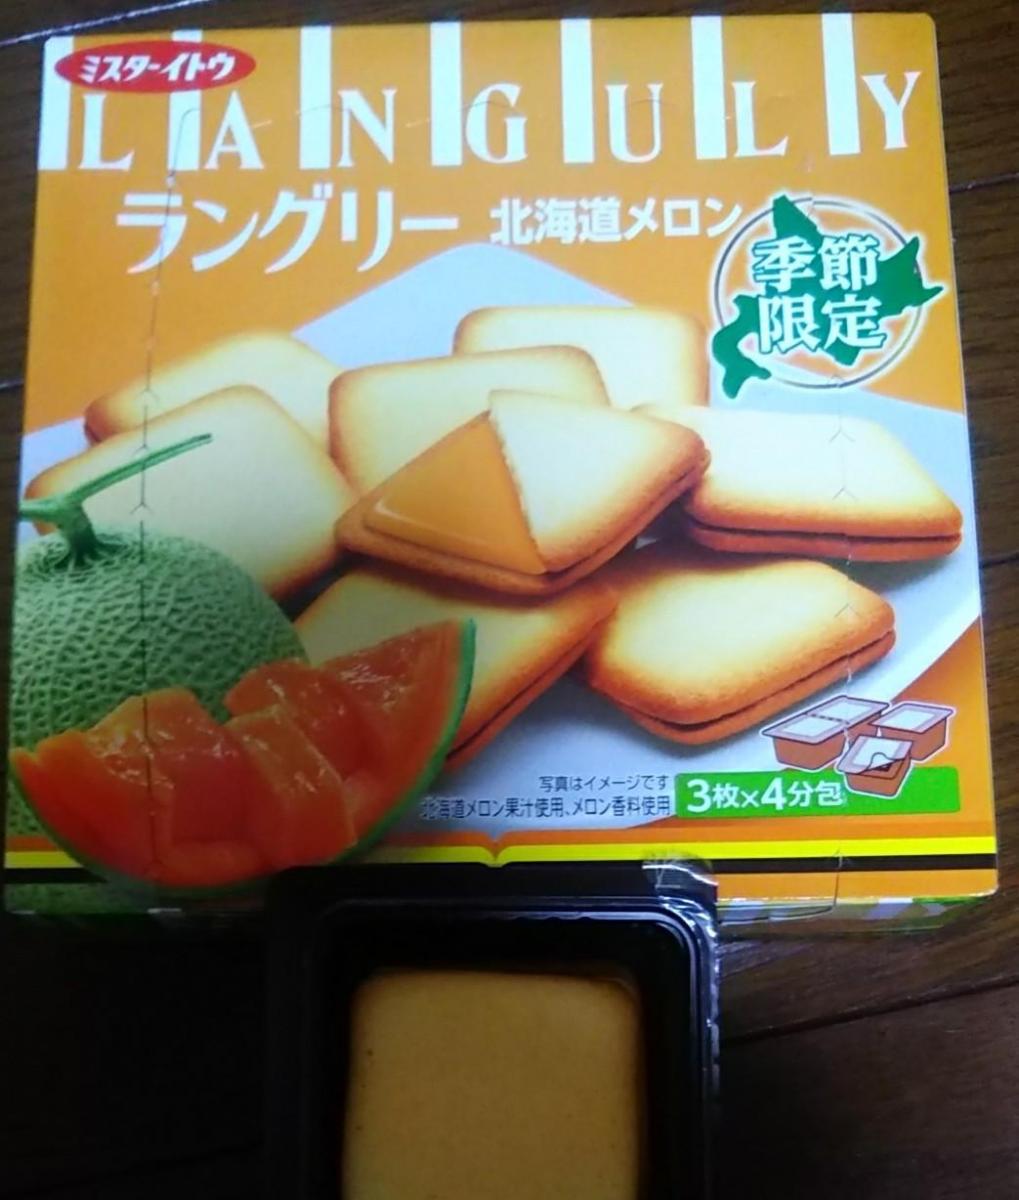 ミスターイトウ
LANGULY
ラングリー 北海道メロン
季節
限定
写真はイメージです
北海道メロン果汁使用、メロン香料使用
3枚×4分包